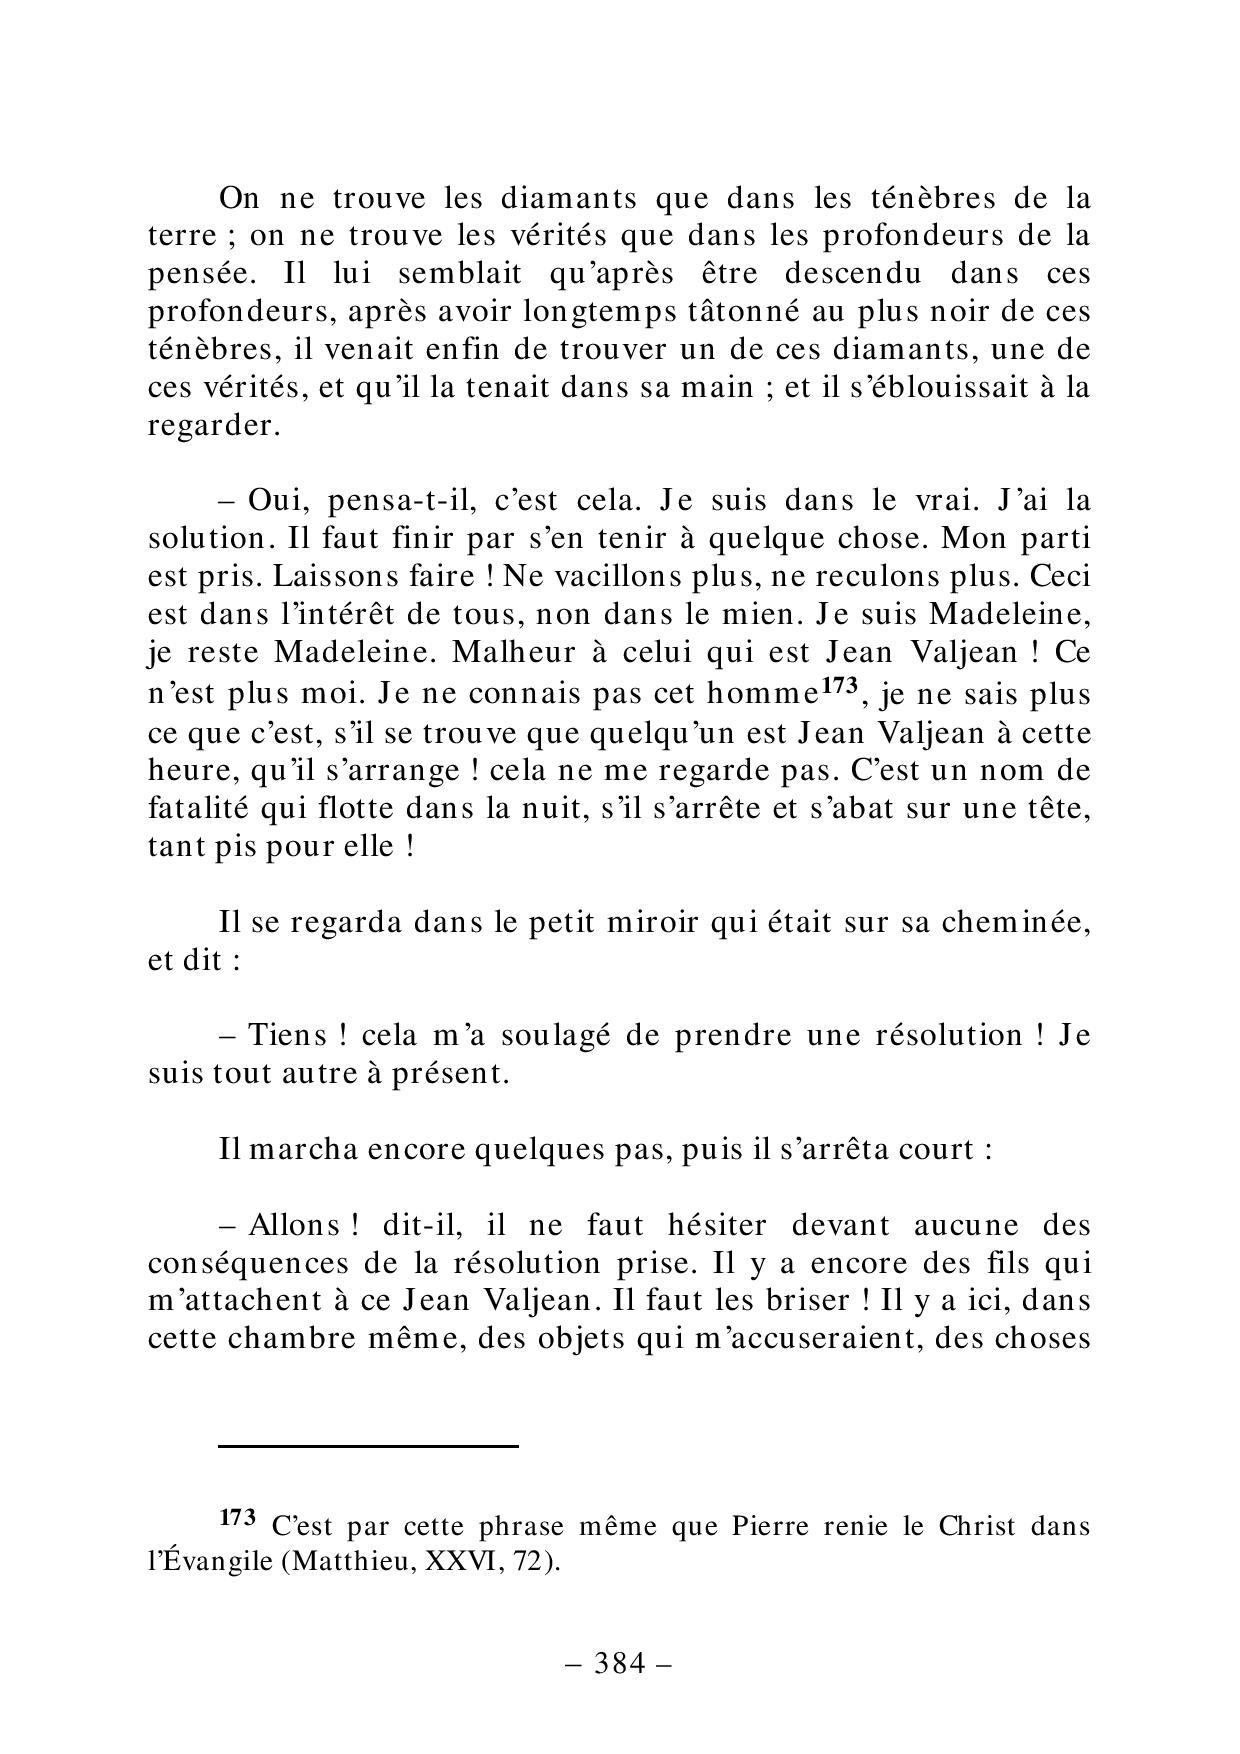 On ne trouve les diamants que dans les ténèbres de la
terre ; on ne trouve les vérités que dans les profondeurs de la
pensée. Il lui semblait qu’après être descendu dans ces
profondeurs, après avoir longtemps tâtonné au plus noir de ces
ténèbres, il venait enfin de trouver un de ces diamants, une de
ces vérités, et qu’il la tenait dans sa main ; et il s’éblouissait à la
regarder.
– Oui, pensa-t-il, c’est cela. Je suis dans le vrai. J’ai la
solution. Il faut finir par s’en tenir à quelque chose. Mon parti
est pris. Laissons faire ! Ne vacillons plus, ne reculons plus. Ceci
est dans l’intérêt de tous, non dans le mien. Je suis Madeleine,
je reste Madeleine. Malheur à celui qui est Jean Valjean ! Ce
n’est plus moi. Je ne connais pas cet homme173, je ne sais plus
ce que c’est, s’il se trouve que quelqu’un est Jean Valjean à cette
heure, qu’il s’arrange ! cela ne me regarde pas. C’est un nom de
fatalité qui flotte dans la nuit, s’il s’arrête et s’abat sur une tête,
tant pis pour elle !
Il se regarda dans le petit miroir qui était sur sa cheminée,
et dit :
– Tiens ! cela m’a soulagé de prendre une résolution ! Je
suis tout autre à présent.
Il marcha encore quelques pas, puis il s’arrêta court :
– Allons ! dit-il, il ne faut hésiter devant aucune des
conséquences de la résolution prise. Il y a encore des fils qui
m’attachent à ce Jean Valjean. Il faut les briser ! Il y a ici, dans
cette chambre même, des objets qui m’accuseraient, des choses
173 C’est par cette phrase même que Pierre renie le Christ dans
l’Évangile (Matthieu, XXVI, 72).
– 384 –